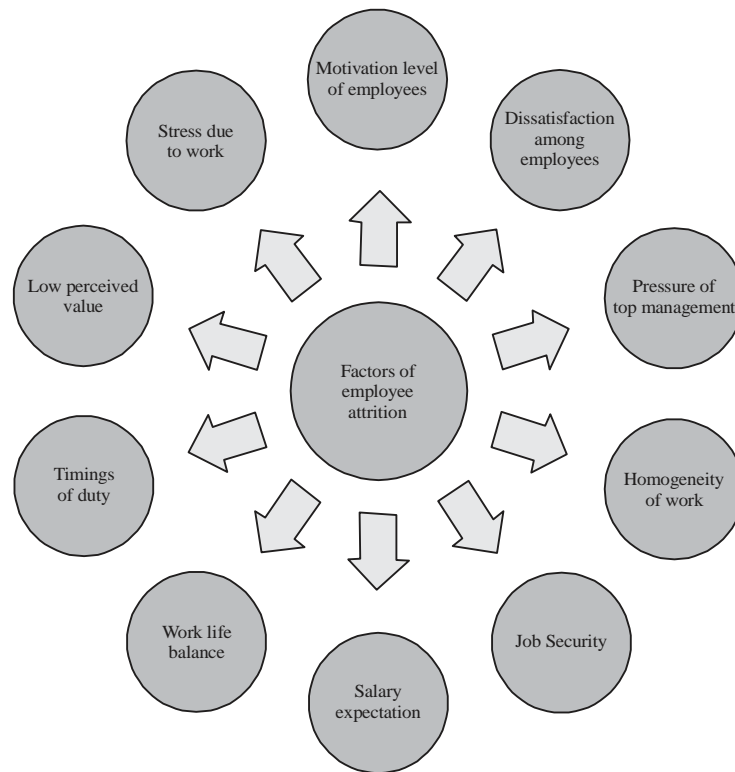 Motivation level
of employees
Dissatisfaction
among
employees
Pressure of
top management
Homogeneity
of work
Job Security
Salary
expectation
Work life
balance
Timings
of duty
Low perceived
value
Stress due
to work
Factors of
employee
attrition